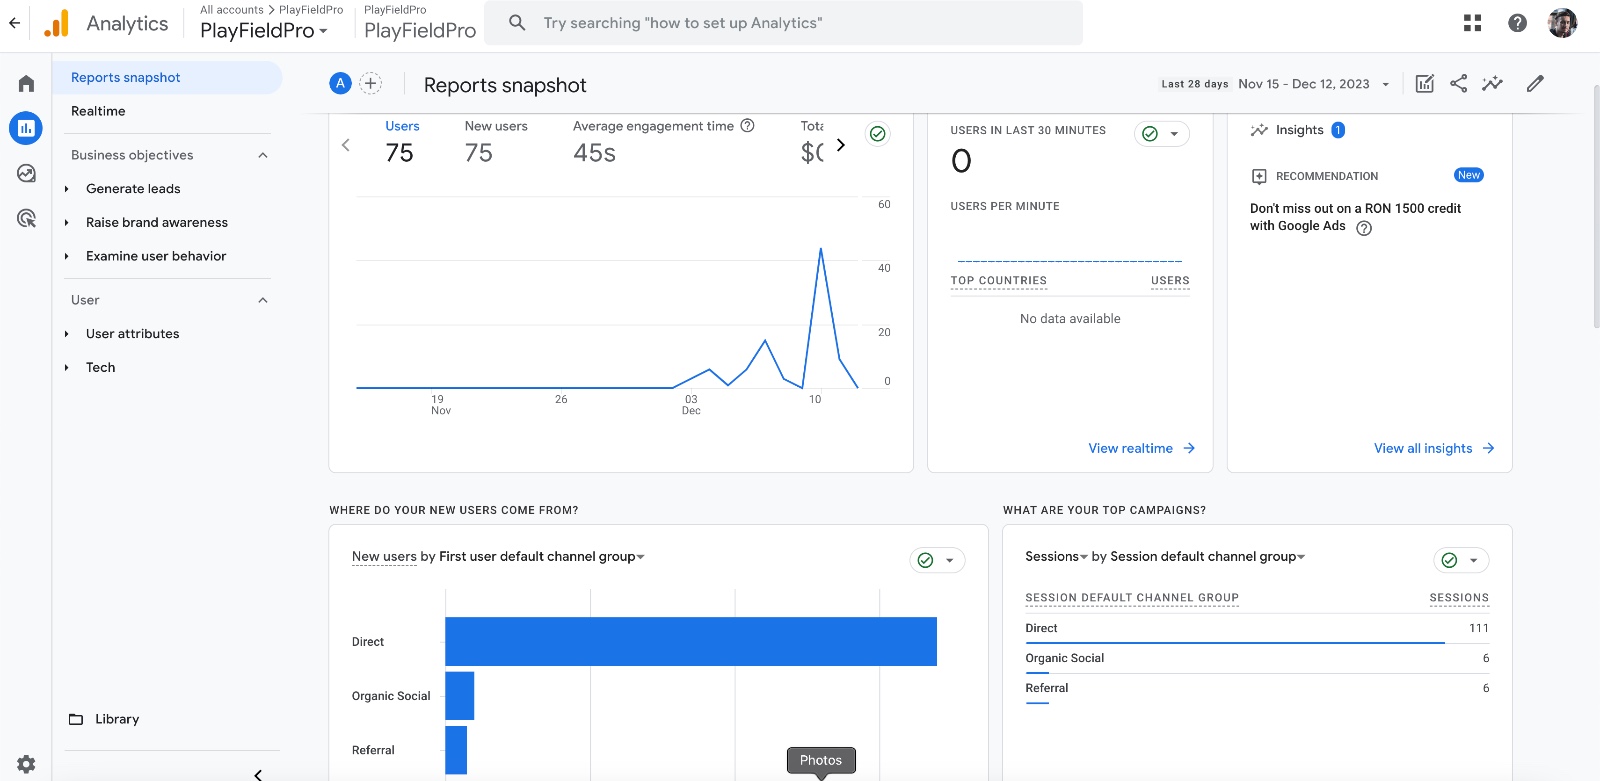 All accounts > PlayFieldPro
PlayFieldPro
Analytics
PlayFieldPro
PlayFieldPro
Try searching "how to set up Analytics"
Reports snapshot
Realtime
Business objectives
Generate leads
Raise brand awareness
Examine user behavior
User
User attributes
Tech
Library
A
Reports snapshot
Last 28 days Nov 15 - Dec 12, 2023
Users
75
New users
75
Average engagement time
45s
60
40
20
0
19
Nov
26
03
Dec
10
USERS IN LAST 30 MINUTES
0
USERS PER MINUTE
TOP COUNTRIES USERS
No data available
View realtime
Insights 1
RECOMMENDATION New
Don't miss out on a RON 1500 credit
with Google Ads
View all insights
WHERE DO YOUR NEW USERS COME FROM?
New users by First user default channel group
Direct
Organic Social
Referral
Photos
WHAT ARE YOUR TOP CAMPAIGNS?
Sessions by Session default channel group
SESSION DEFAULT CHANNEL GROUP SESSIONS
Direct 111
Organic Social 6
Referral 6